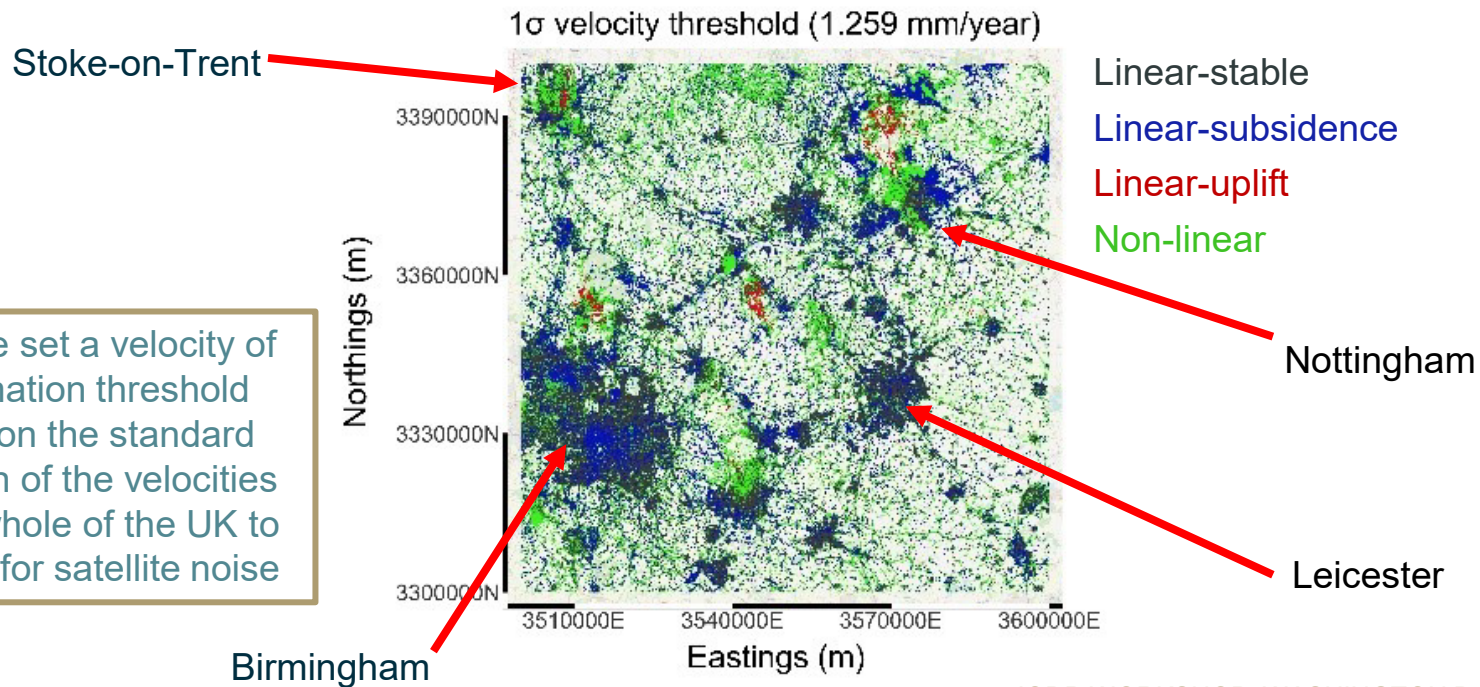 1σ velocity threshold (1.259 mm/year)
Stoke-on-Trent
Linear-stable
Linear-subsidence
Linear-uplift
Non-linear
3390000N
3360000N
3330000N
3300000N
Northings (m)
set a velocity of
threshold
on the standard
of the velocities
whole of the UK to
for satellite noise
Nottingham
Leicester
Birmingham
3510000E 3540000E 3570000E 3600000E
Eastings (m)